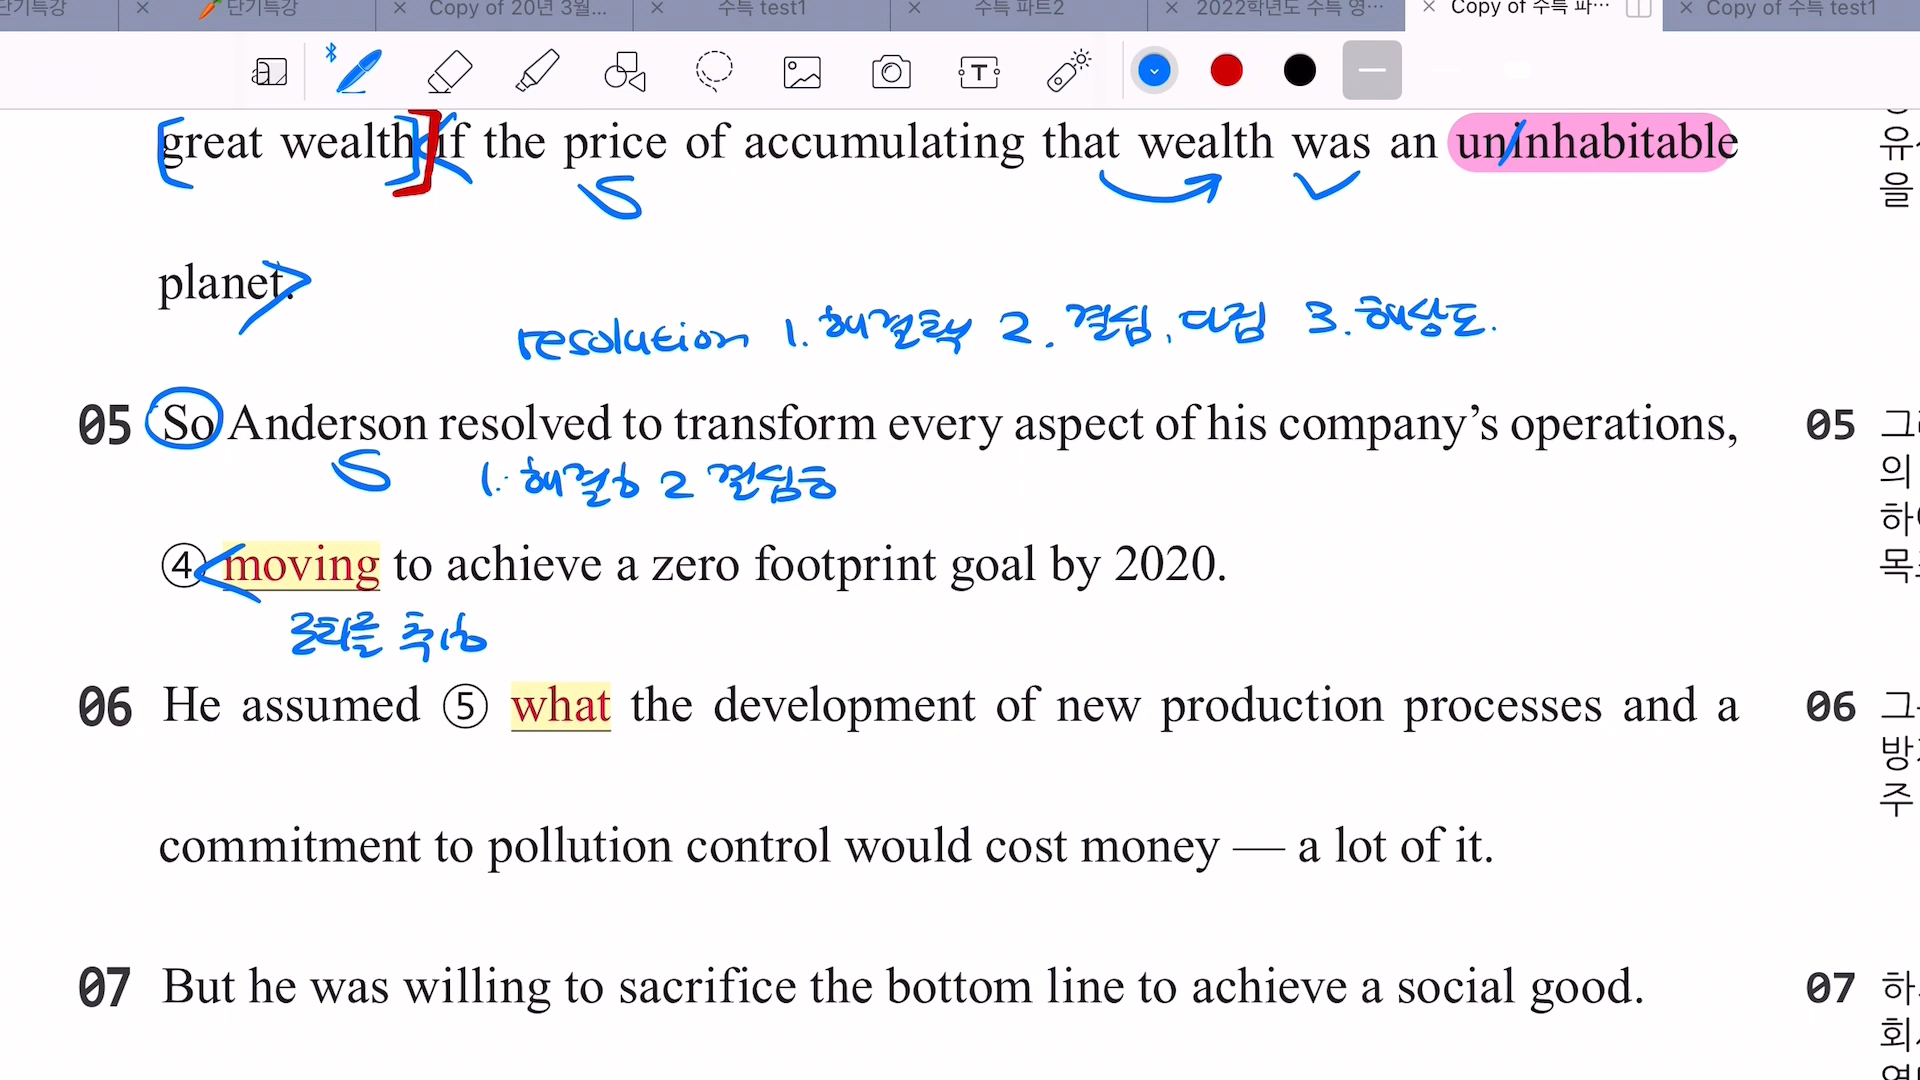 단기특강
단기특강
Copy of 20년 3월...
수특 test1
수특 파트2
2022학년도 수특 영...
Copy of 수특 파...
Copy of 수특 test1
great wealth] if the price of accumulating that wealth was an uninhabitable
planet.
resolution 1. 해결책 2. 결심, 다짐 3. 해상도.
05 So Anderson resolved to transform every aspect of his company's operations,
S 1. 해결하 2 결심하
④ moving to achieve a zero footprint goal by 2020.
06 He assumed ⑤ what the development of new production processes and a
commitment to pollution control would cost money — a lot of it.
07 But he was willing to sacrifice the bottom line to achieve a social good.
유
을
05
의
06 그
방
주
07 하